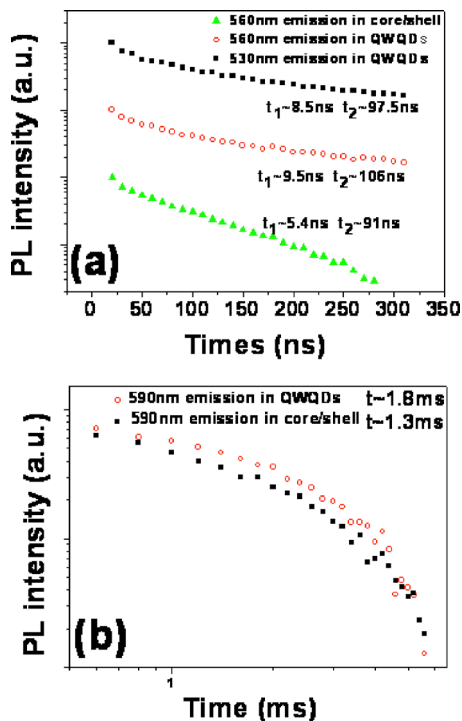 560nm emission in core/shell
560nm emission in QWQDs
530nm emission in QWQDs
t1~8.5ns t2~97.5ns
t1~9.5ns t2~106ns
t1~5.4ns t2~91ns
PL intensity (a.u.)
(a)
0 50 100 150 200 250 300 350
Times (ns)
590nm emission in QWQDs t~1.8ms
590nm emission in core/shell t~1.3ms
PL intensity (a.u.)
(b)
1
Time (ms)